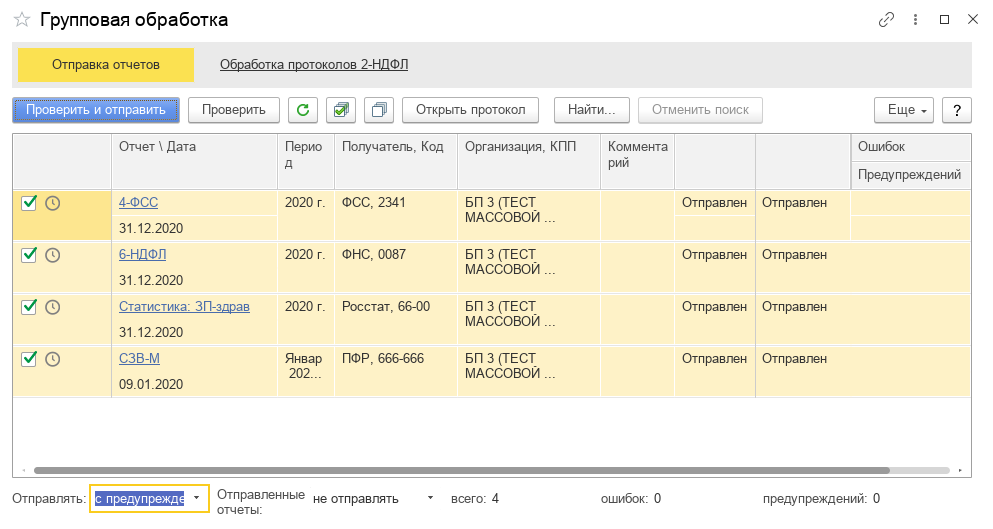 Групповая обработка
Отправка отчетов Обработка протоколов 2-НДФЛ
Проверить и отправить Проверить Открыть протокол Найти... Отменить поиск Еще ?
Отчет \ Дата Перио Получатель, Код Организация, КПП Коммента Ошибок
д рий Предупреждений
4-ФСС 2020 г. ФСС, 2341 БП 3 (ТЕСТ Отправлен Отправлен
МАССОВОЙ ...
31.12.2020
6-НДФЛ 2020 г. ФНС, 0087 БП 3 (ТЕСТ Отправлен Отправлен
МАССОВОЙ ...
31.12.2020
Статистика: ЗП-здрав 2020 г. Росстат, 66-00 БП 3 (ТЕСТ Отправлен Отправлен
МАССОВОЙ ...
31.12.2020
СЗВ-М Январ ПФР, 666-666 БП 3 (ТЕСТ Отправлен Отправлен
202... МАССОВОЙ ...
09.01.2020
Отправлять: с предупрежде Отправленные не отправлять всего: 4 ошибок: 0 предупреждений: 0
отчеты: